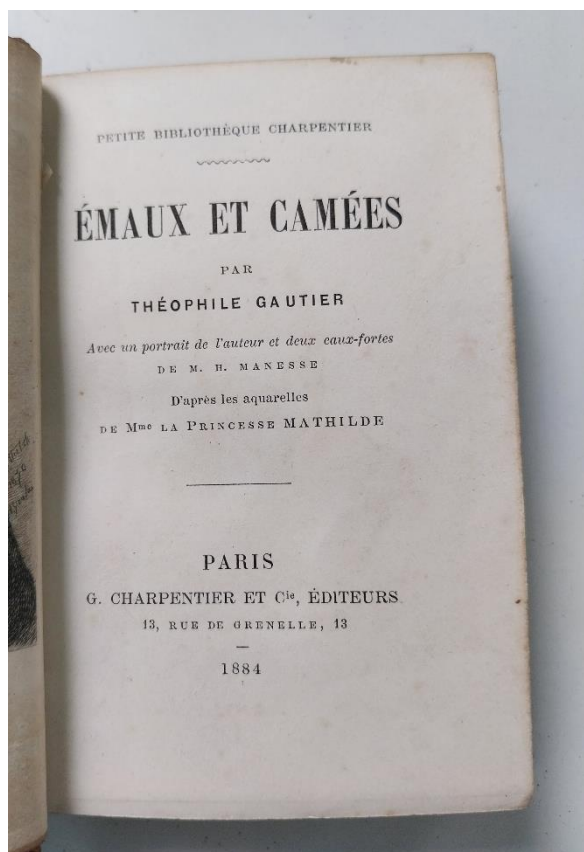 PETITE BIBLIOTHÈQUE CHARPENTIER
ÉMAUX ET CAMÉES
PAR
THÉOPHILE GAUTIER
Avec un portrait de l'auteur et deux eaux-fortes
DE M. H. MANESSE
D'après les aquarelles
DE Mme LA PRINCESSE MATHILDE
PARIS
G. CHARPENTIER ET Cie, ÉDITEURS
13, RUE DE GRENELLE, 13
1884